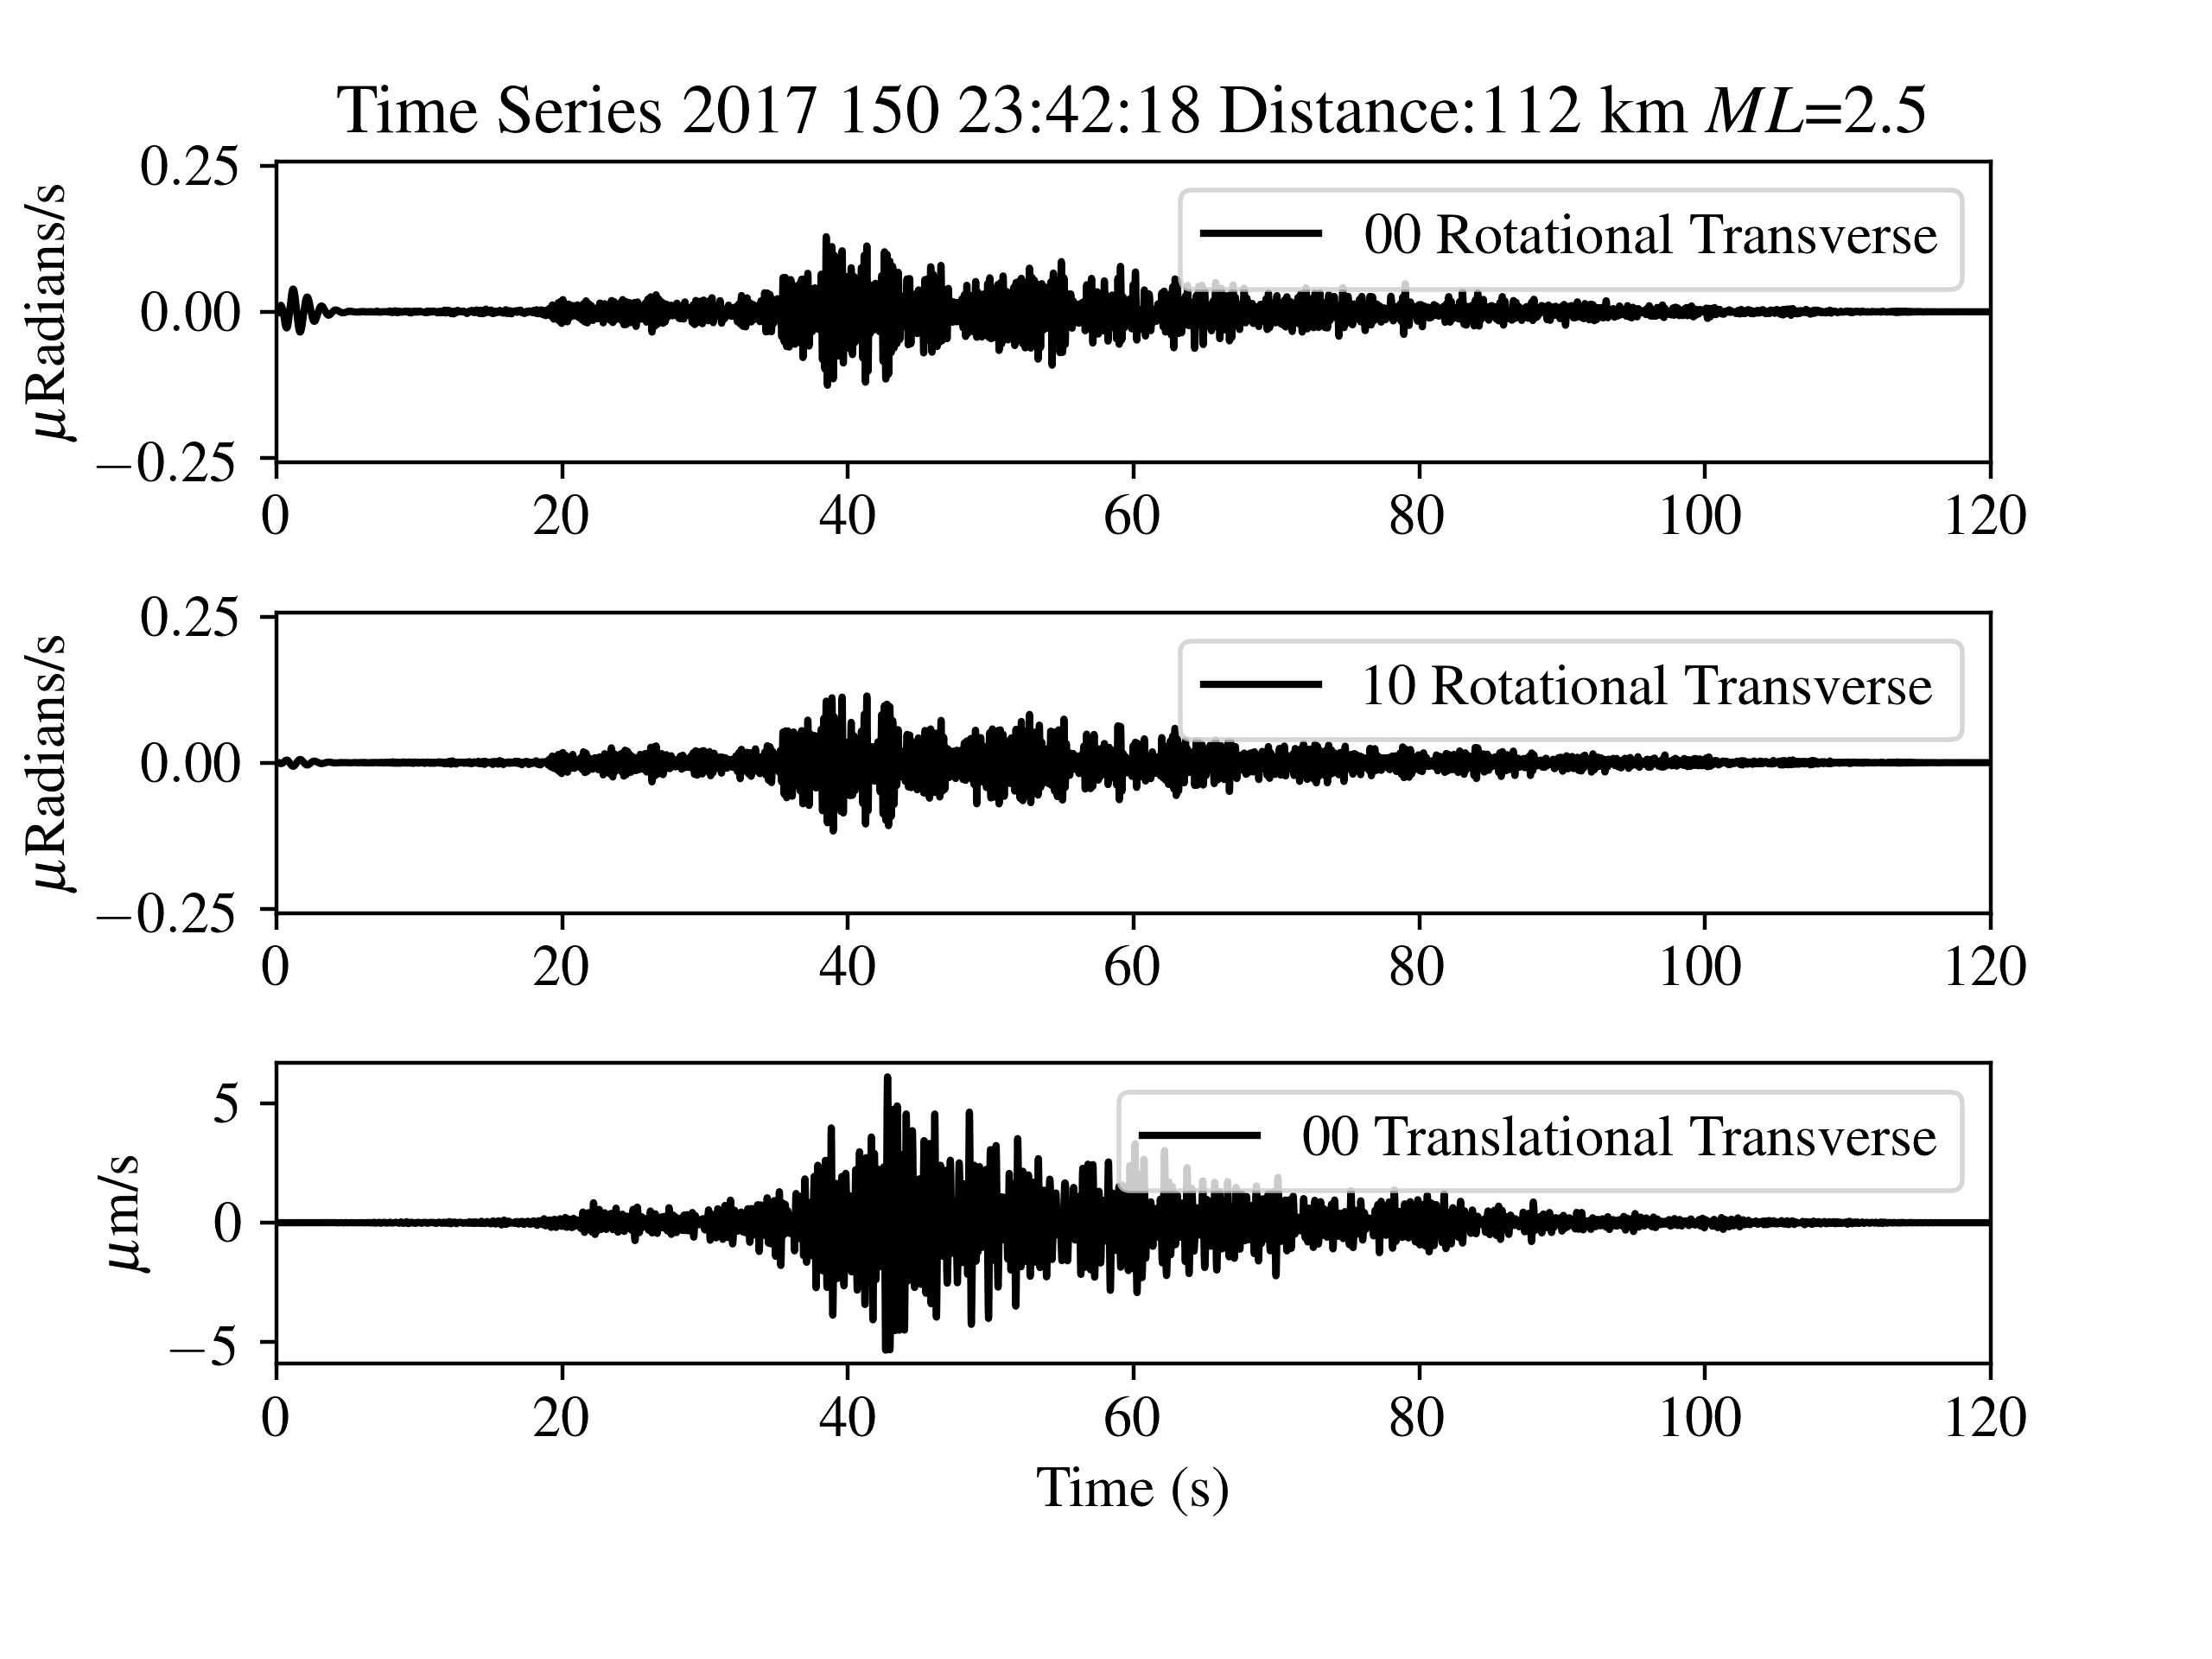 Time Series 2017 150 23:42:18 Distance:112 km ML=2.5
0.25
0.00
−0.25
μRadians/s
00 Rotational Transverse
0 20 40 60 80 100 120
0.25
0.00
−0.25
μRadians/s
10 Rotational Transverse
0 20 40 60 80 100 120
5
0
−5
μm/s
00 Translational Transverse
0 20 40 60 80 100 120
Time (s)